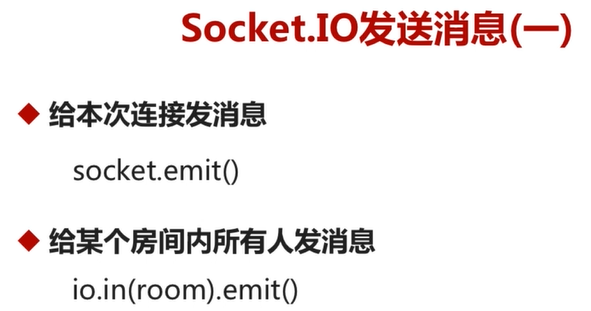 Socket.IO发送消息(一)
给本次连接发消息
socket.emit()
给某个房间内所有人发消息
io.in(room).emit()